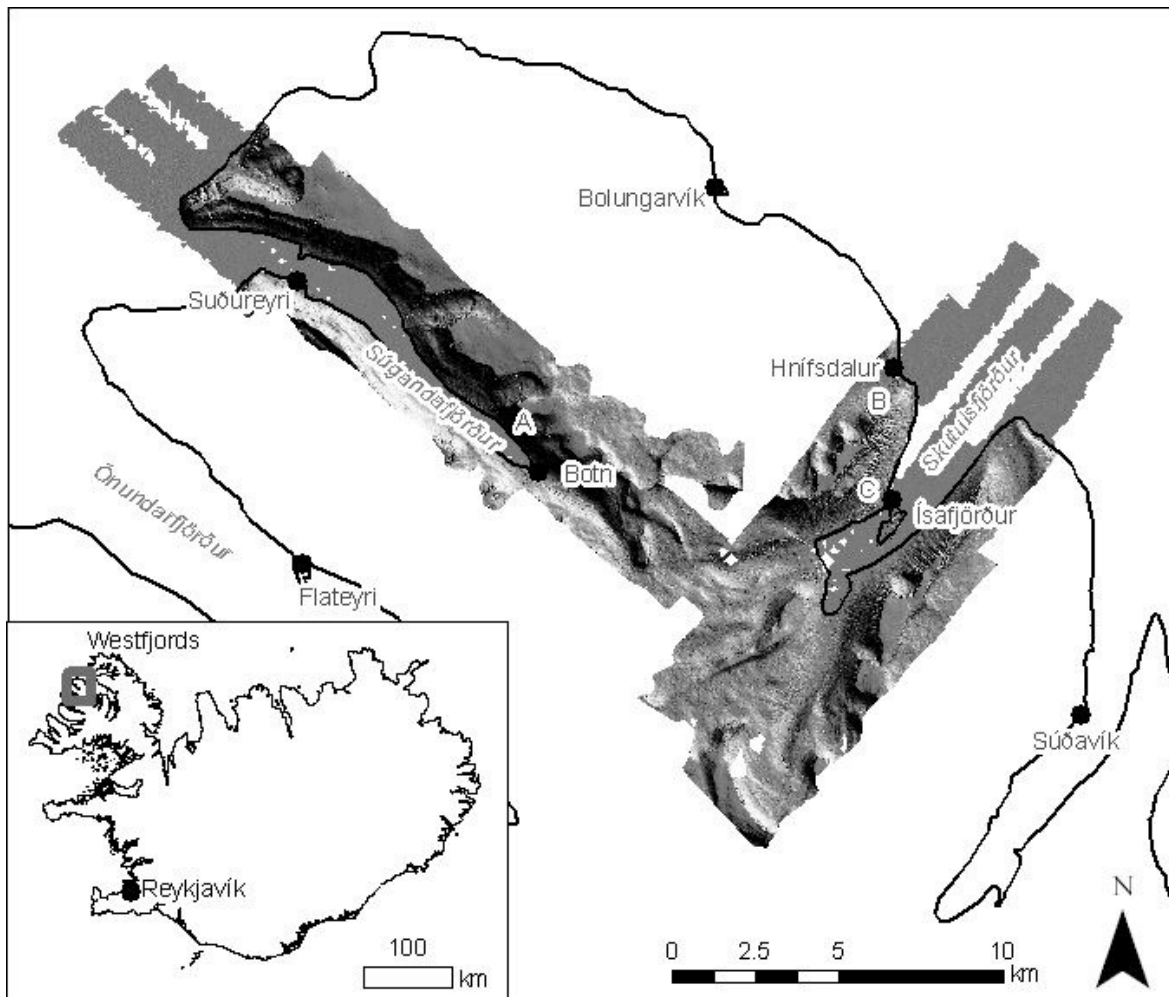 Bolungarvík
Suðureyri
Hnífsdalur
Súgandafjörður
B
Skutulsfjörður
A
Botn
C
Ísafjörður
Önundarfjörður
Flateyri
Westfjords
Súðavík
Reykjavík
100
km
N
0 2.5 5 10
km